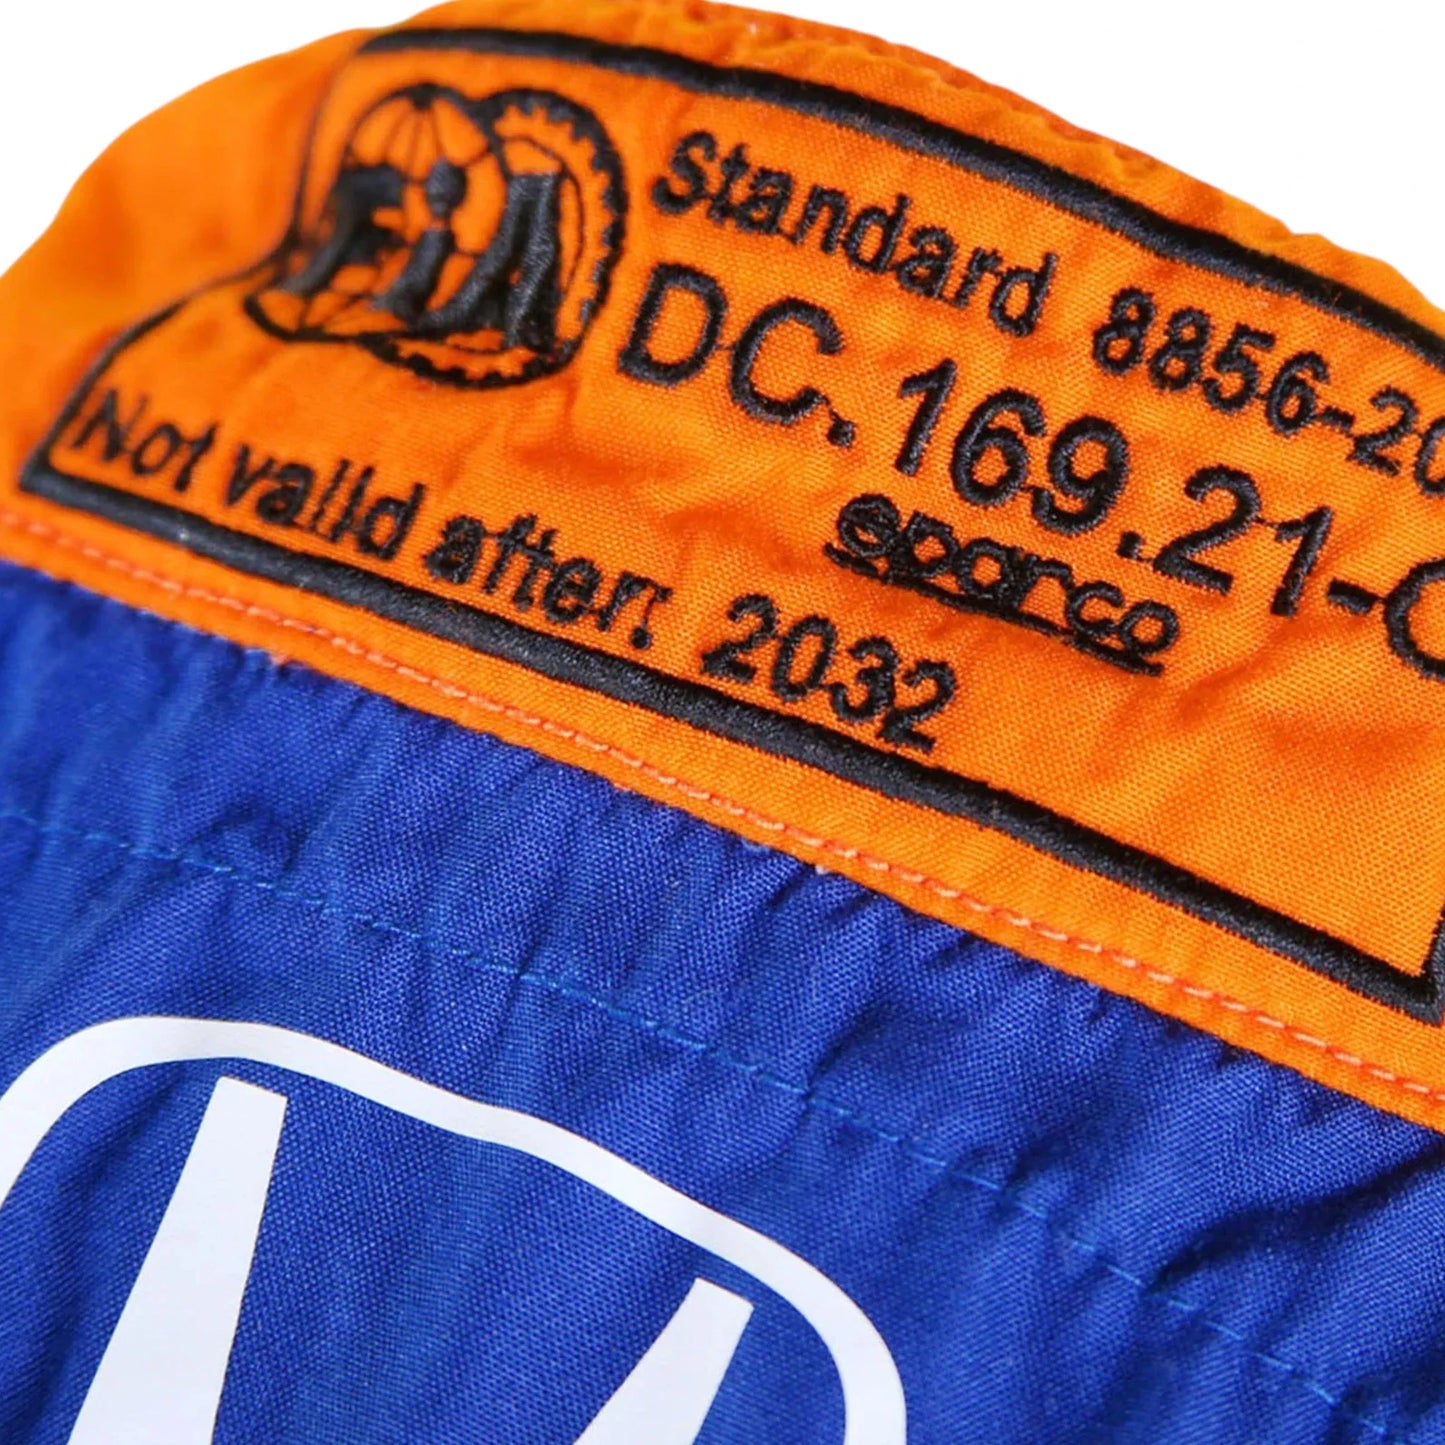 FiA
Standard 8856-20
DC.169.21-
sparco
Not valid after: 2032